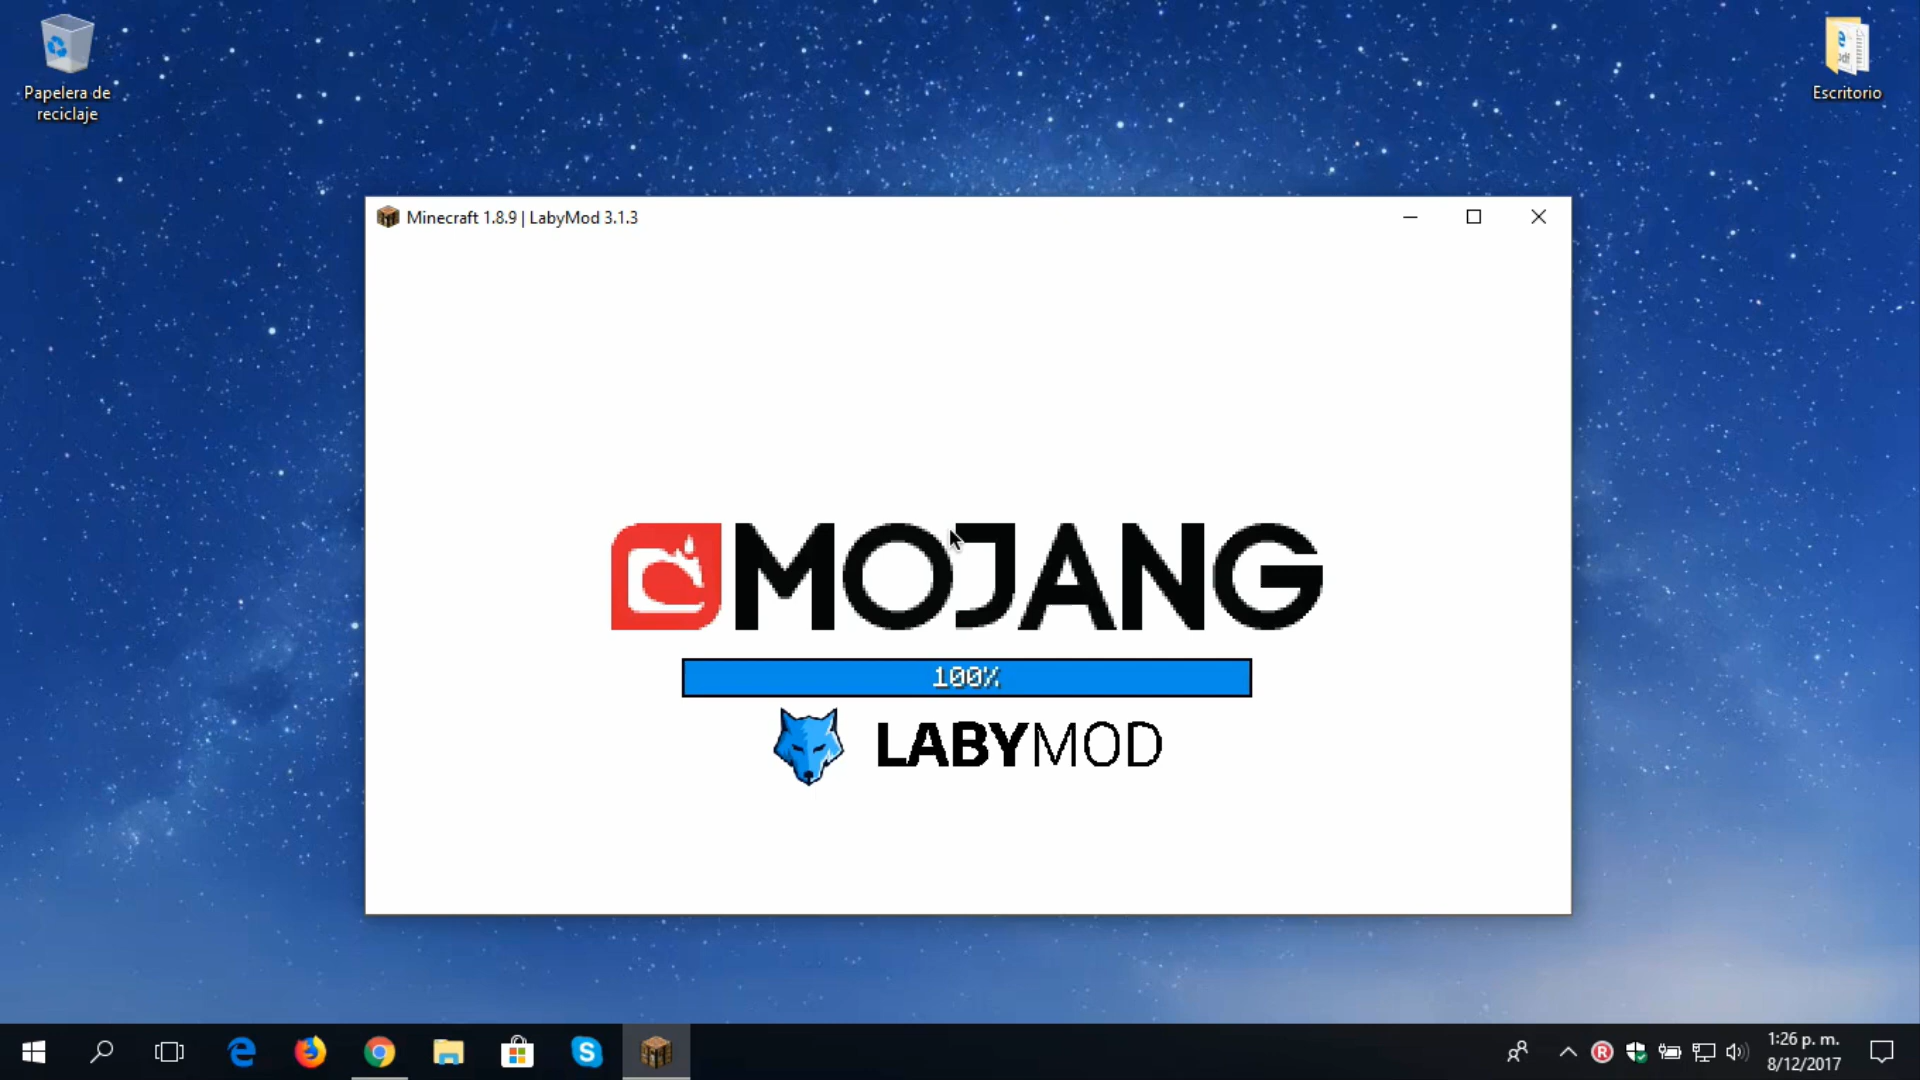 Papelera de
reciclaje
Escritorio
Minecraft 1.8.9 | LabyMod 3.1.3
MOJANG
100%
LABYMOD
1:26 p. m.
8/12/2017